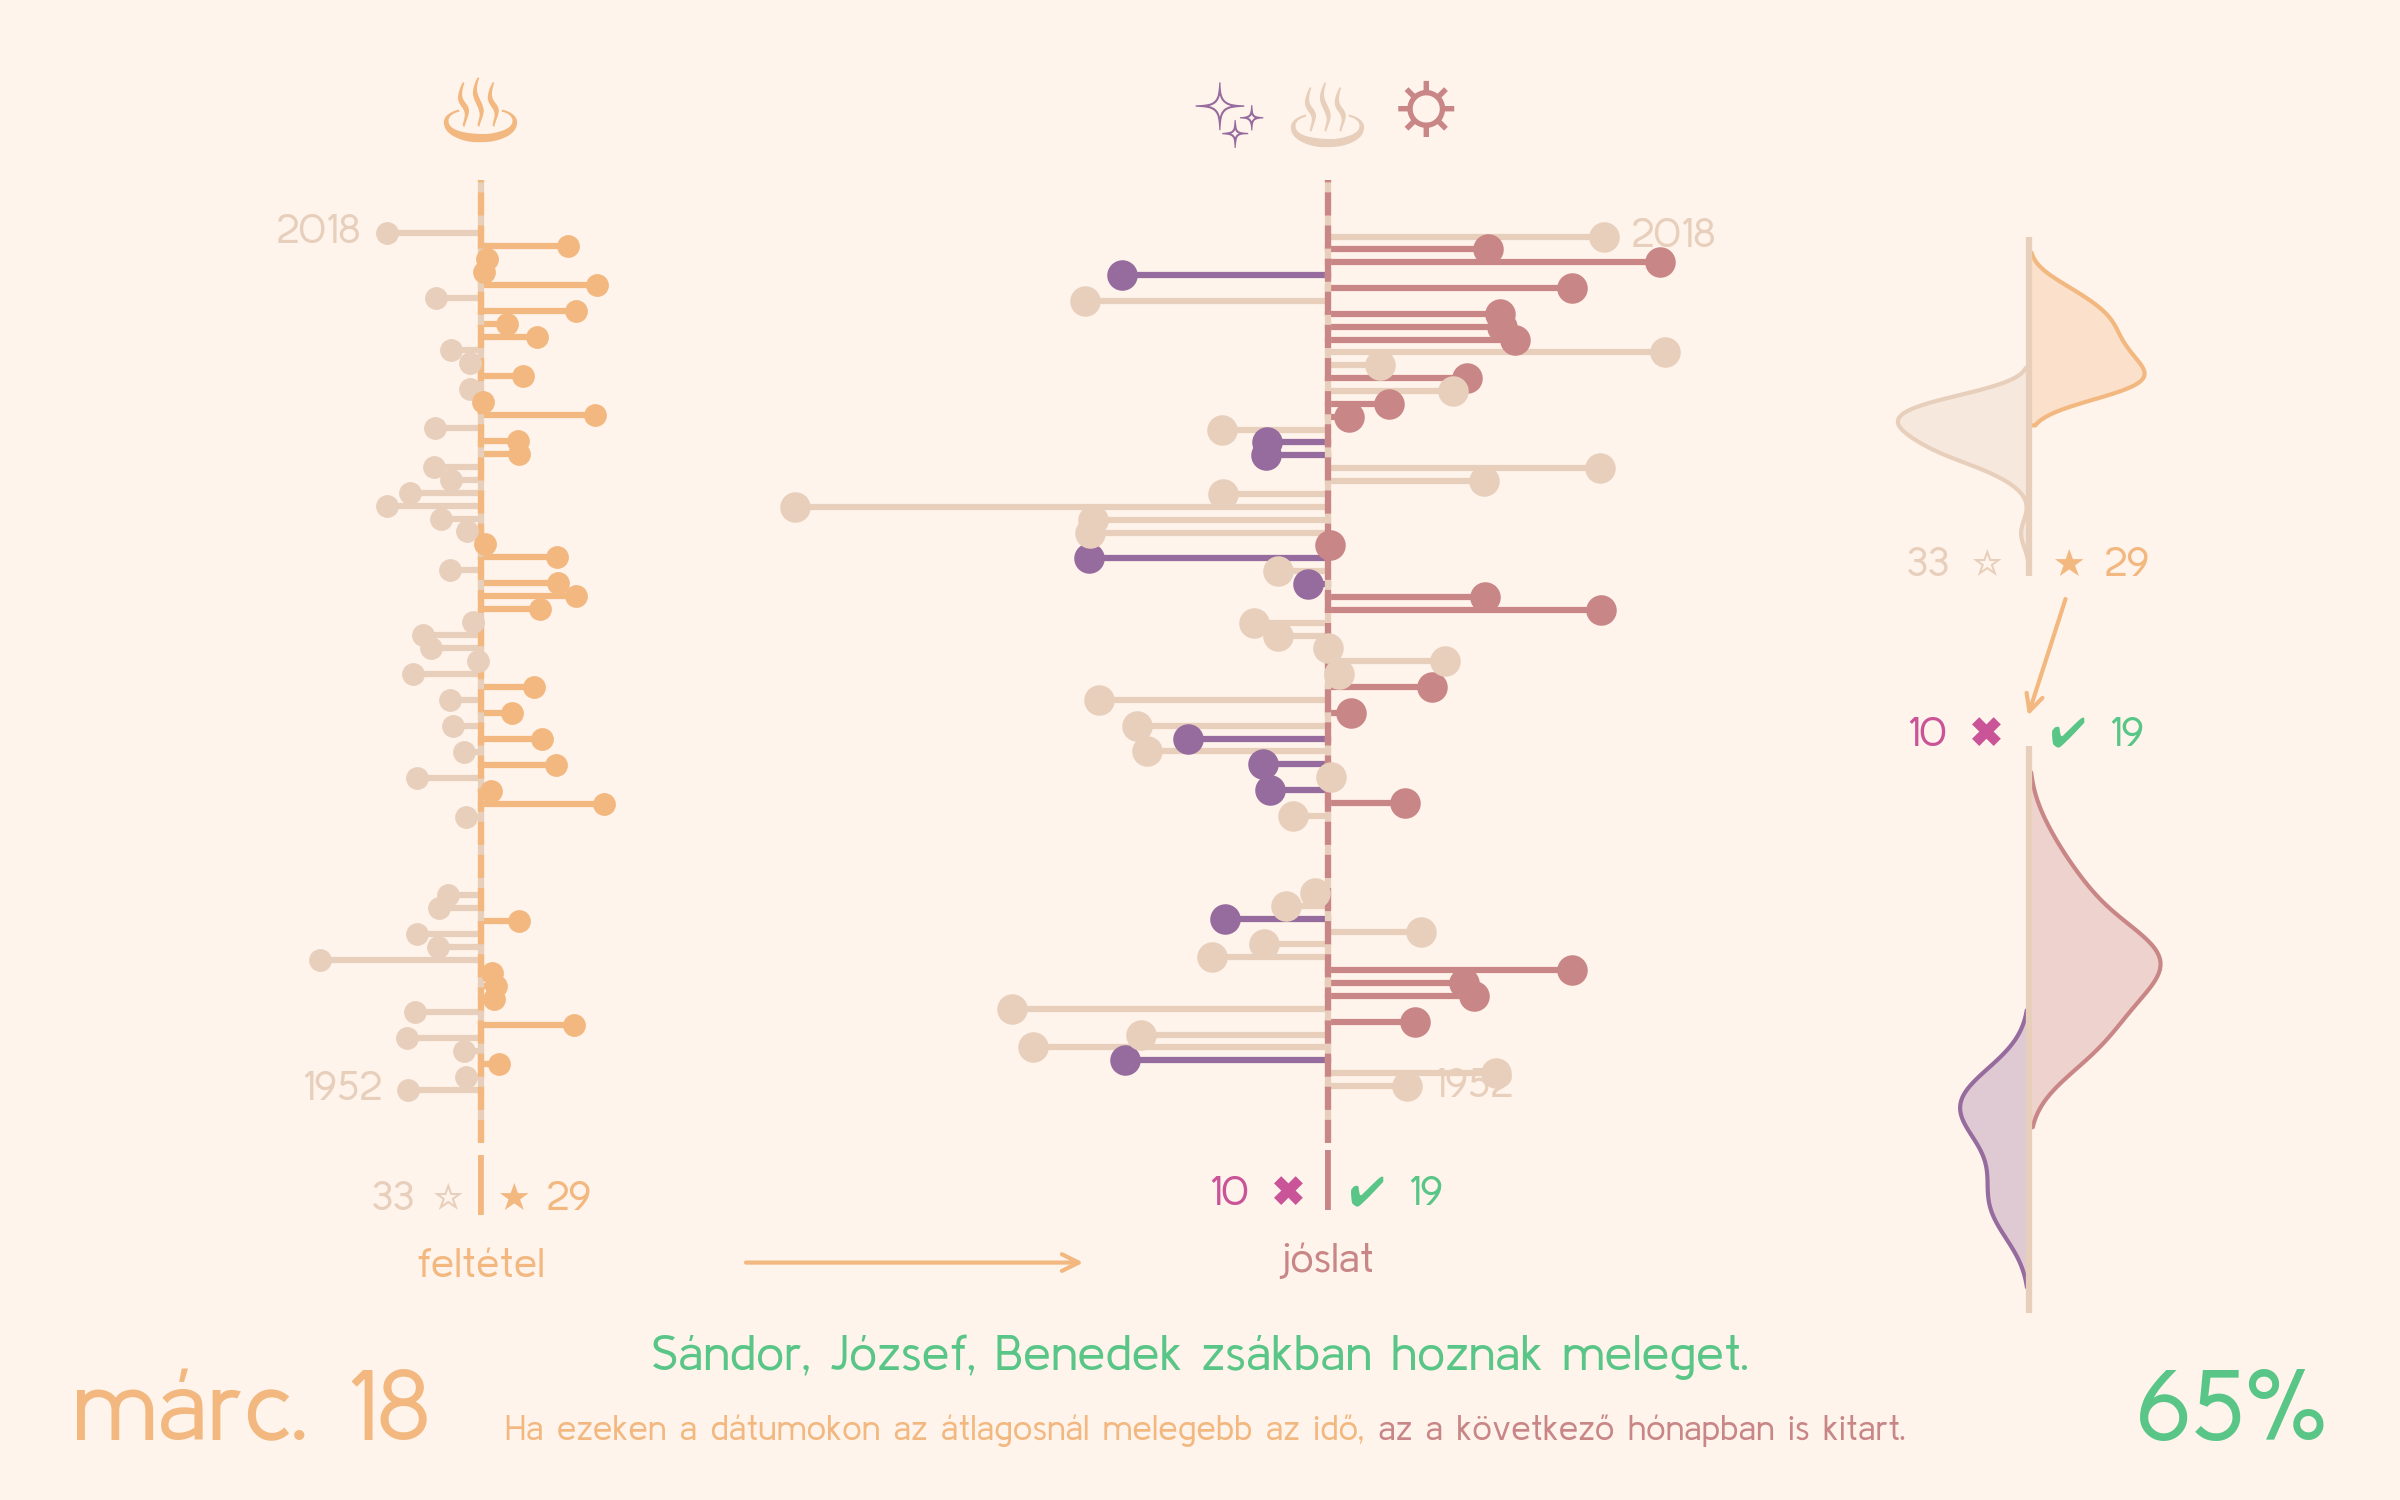 2018
2018
33 ☆ ★ 29
10 ✖ ✔ 19
1952
1952
33 ☆ ★ 29
10 ✖ ✔ 19
feltétel
jóslat
Sándor, József, Benedek zsákban hoznak meleget.
márc. 18
Ha ezeken a dátumokon az átlagosnál melegebb az idő, az a következő hónapban is kitart.
65%